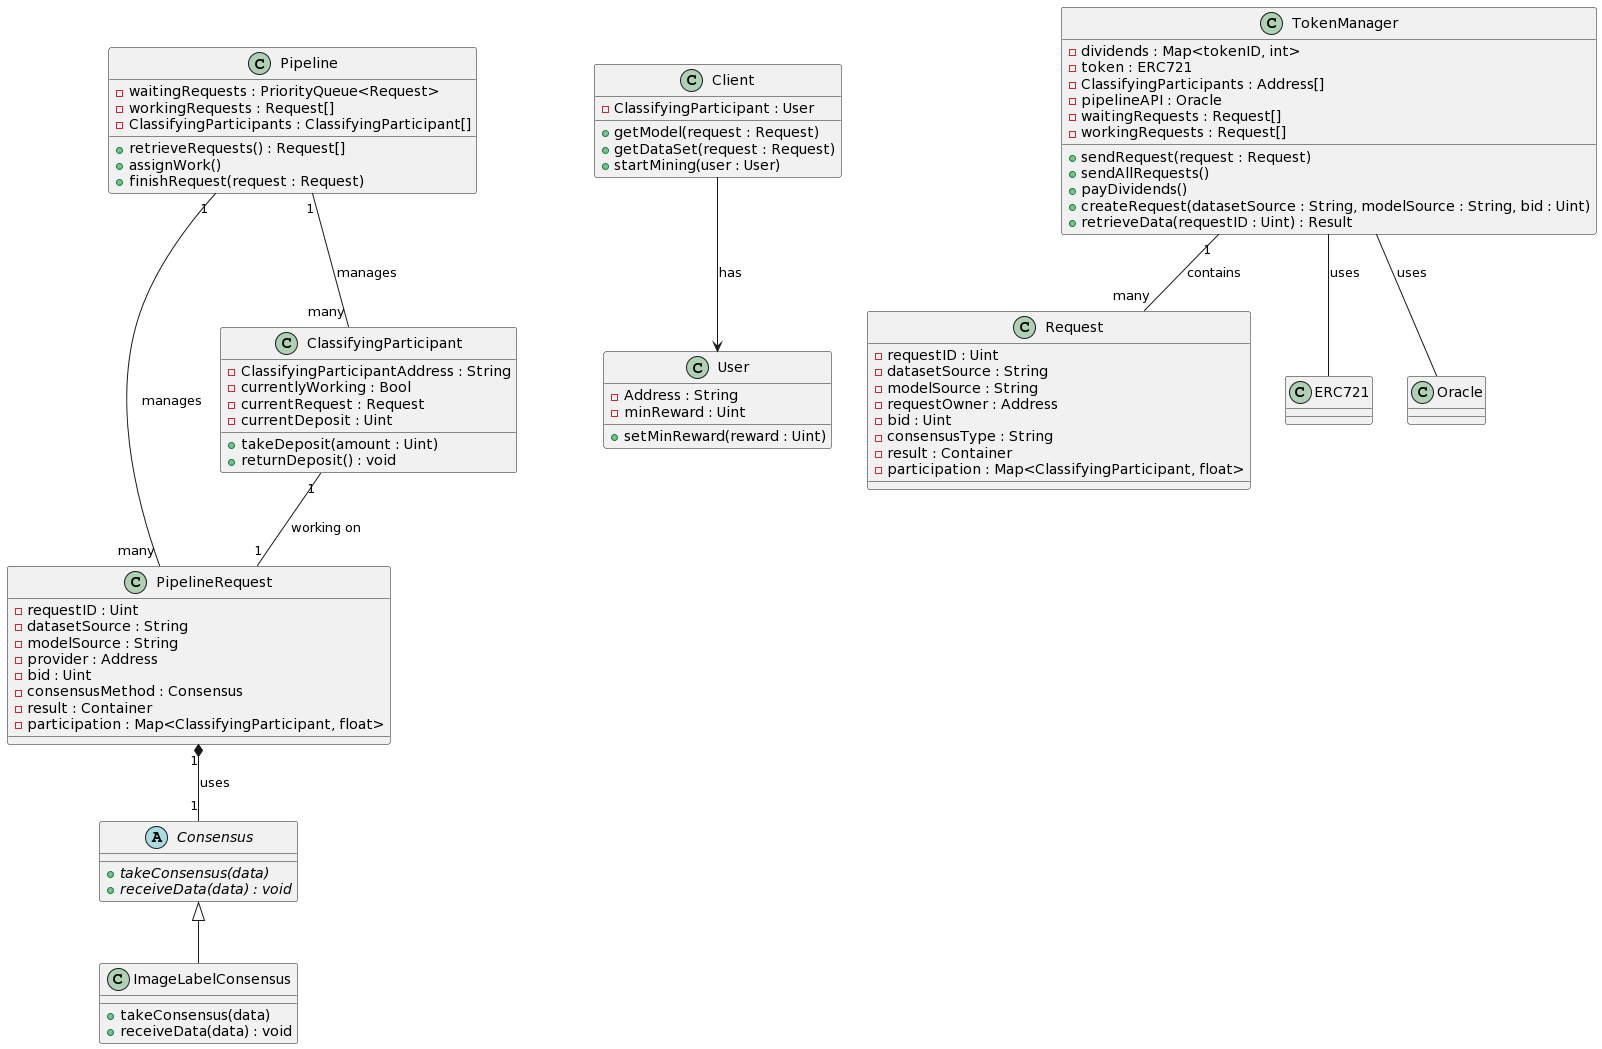 C Pipeline
waitingRequests : PriorityQueue<Request>
workingRequests : Request[]
ClassifyingParticipants : ClassifyingParticipant[]
retrieveRequests() : Request[]
assignWork()
finishRequest(request : Request)
C Client
ClassifyingParticipant : User
getModel(request : Request)
getDataSet(request : Request)
startMining(user : User)
C TokenManager
dividends : Map<tokenID, int>
token : ERC721
ClassifyingParticipants : Address[]
pipelineAPI : Oracle
waitingRequests : Request[]
workingRequests : Request[]
sendRequest(request : Request)
sendAllRequests()
payDividends()
createRequest(datasetSource : String, modelSource : String, bid : Uint)
retrieveData(requestID : Uint) : Result
1
1
manages
many
manages
has
1
contains
many
uses
uses
C ClassifyingParticipant
ClassifyingParticipantAddress : String
currentlyWorking : Bool
currentRequest : Request
currentDeposit : Uint
takeDeposit(amount : Uint)
returnDeposit() : void
C User
Address : String
minReward : Uint
setMinReward(reward : Uint)
C Request
requestID : Uint
datasetSource : String
modelSource : String
requestOwner : Address
bid : Uint
consensusType : String
result : Container
participation : Map<ClassifyingParticipant, float>
C ERC721
C Oracle
1
working on
many
1
C PipelineRequest
requestID : Uint
datasetSource : String
modelSource : String
provider : Address
bid : Uint
consensusMethod : Consensus
result : Container
participation : Map<ClassifyingParticipant, float>
1
uses
1
A Consensus
takeConsensus(data)
receiveData(data) : void
C ImageLabelConsensus
takeConsensus(data)
receiveData(data) : void